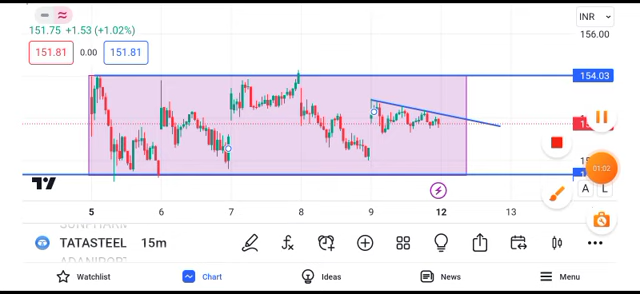 151.75 +1.53 (+1.02%)
INR
156.00
151.81 0.00 151.81
154.03
01:02
A L
5 6 7 8 9 12 13
TATASTEEL 15m
Watchlist Chart Ideas News Menu